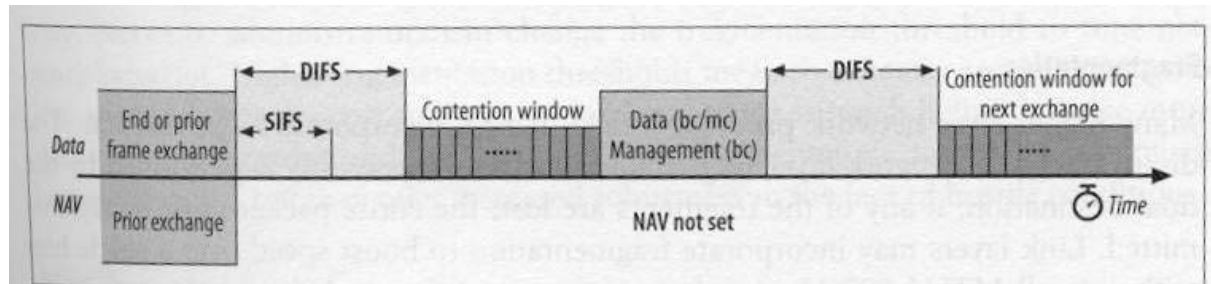 DIFS
DIFS
Contention window for
next exchange
End or prior
frame exchange
SIFS
Contention window
Data (bc/mc)
Management (bc)
Data
.....
.....
NAV
Prior exchange
NAV not set
Time